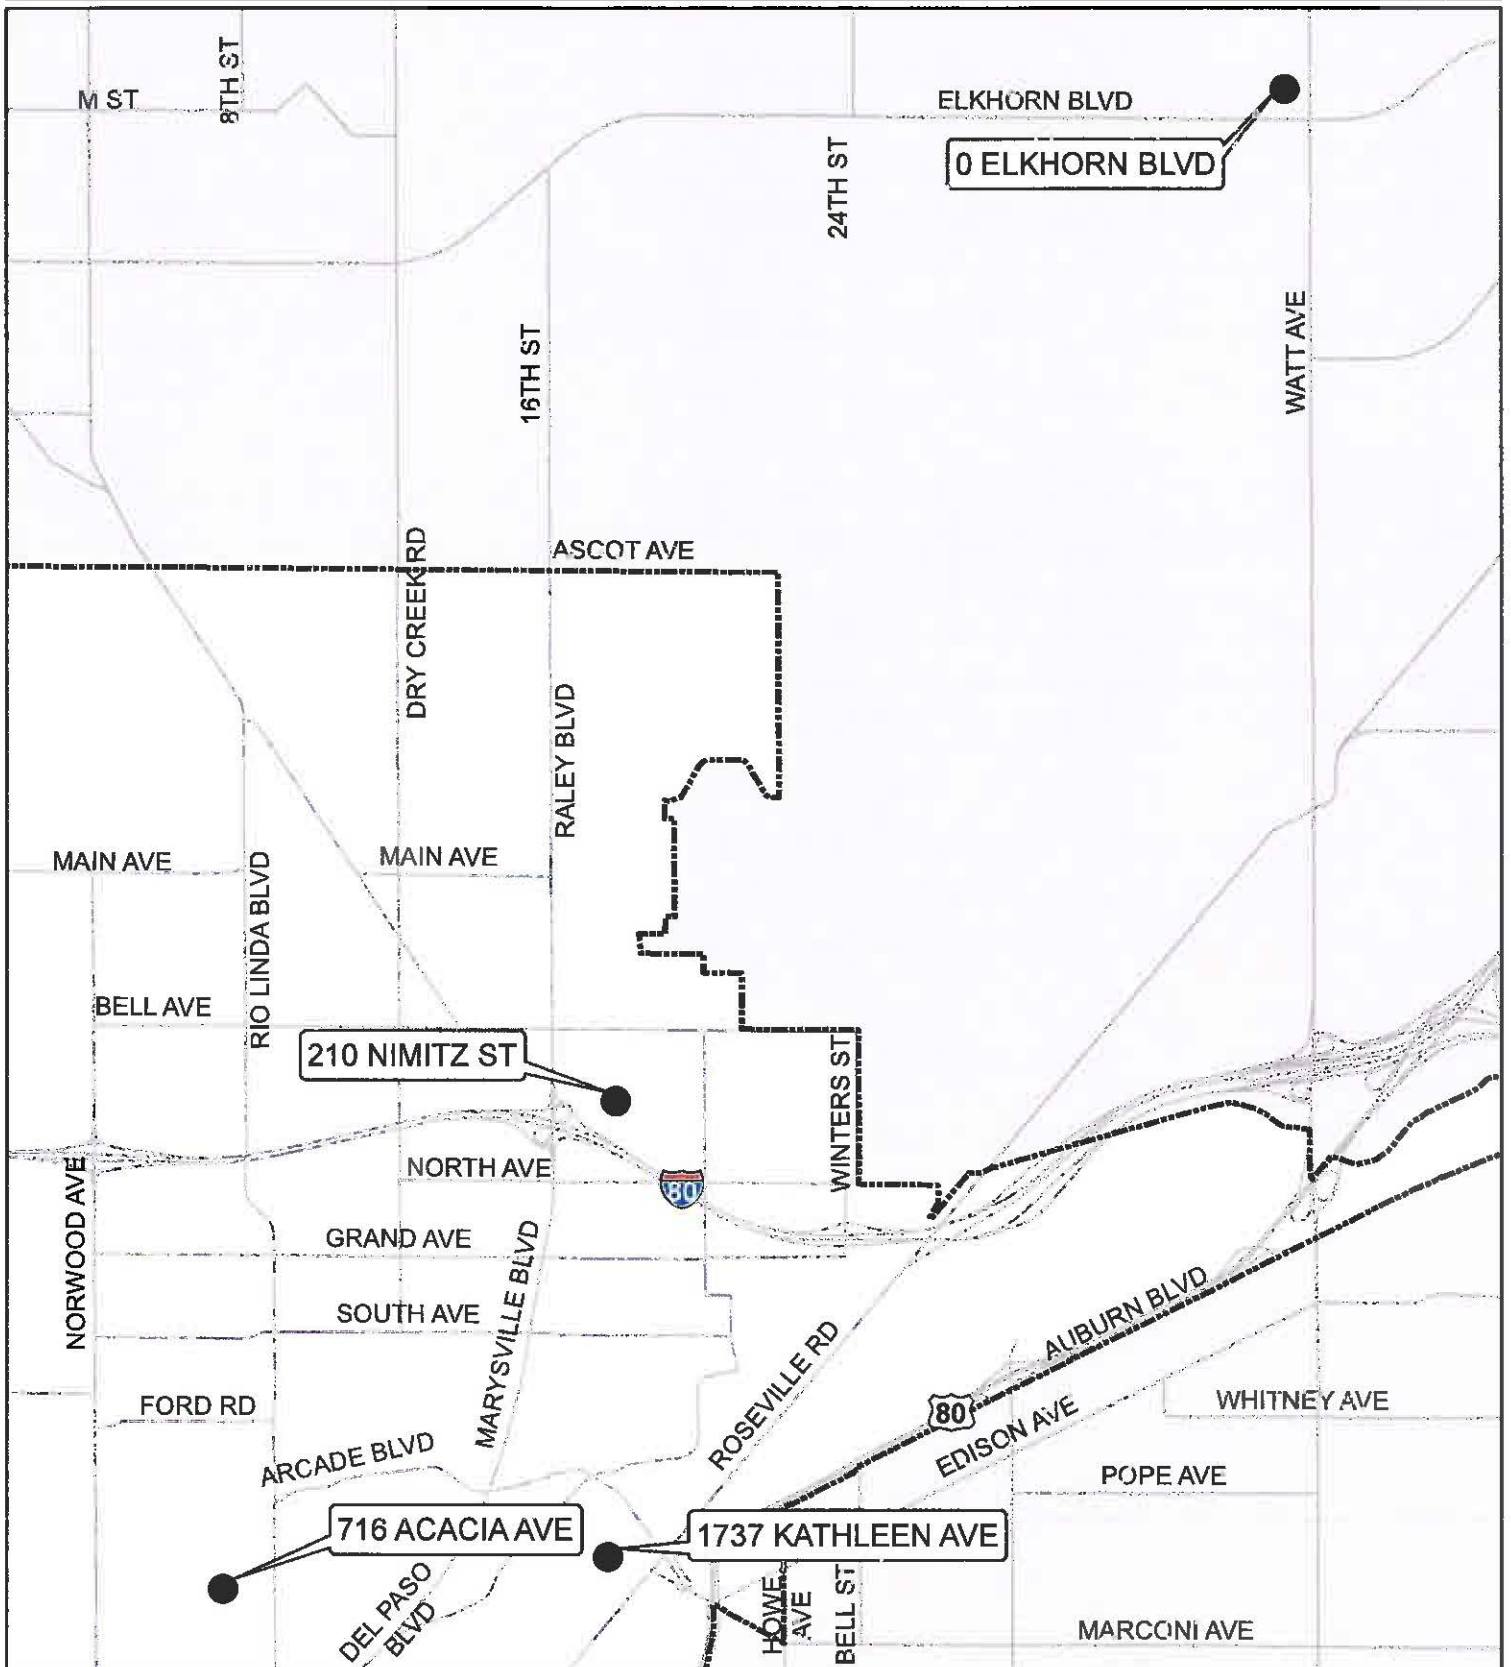 8TH ST
M ST
ELKHORN BLVD
0 ELKHORN BLVD
24TH ST
WATT AVE
16TH ST
ASCOT AVE
DRY CREEK RD
RALEY BLVD
MAIN AVE
MAIN AVE
RIO LINDA BLVD
BELL AVE
210 NIMITZ ST
WINTERS ST
NORTH AVE
80
NORWOOD AVE
GRAND AVE
MARYSVILLE BLVD
SOUTH AVE
AUBURN BLVD
ROSEVILLE RD
FORD RD
80
WHITNEY AVE
EDISON AVE
ARCADE BLVD
POPE AVE
716 ACACIA AVE
1737 KATHLEEN AVE
DEL PASO
BLVD
HOWE
AVE
BELL ST
MARCONI AVE